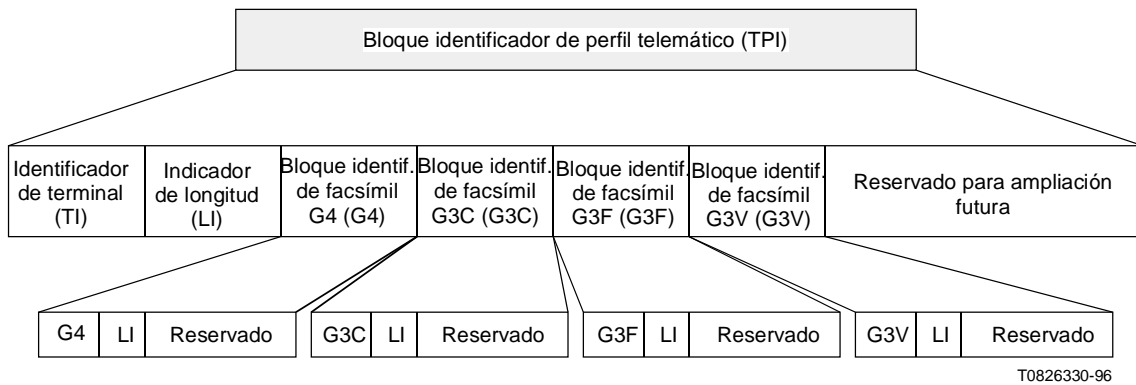 Bloque identificador de perfil telemático (TPI)
Identificador
de terminal
(TI)
Indicador
de longitud
(LI)
Bloque identif.
de facsímil
G4 (G4)
Bloque identif.
de facsímil
G3C (G3C)
Bloque identif.
de facsímil
G3F (G3F)
Bloque identif.
de facsímil
G3V (G3V)
Reservado para ampliación
futura
G4 LI Reservado
G3C LI Reservado
G3F LI Reservado
G3V LI Reservado
T0826330-96